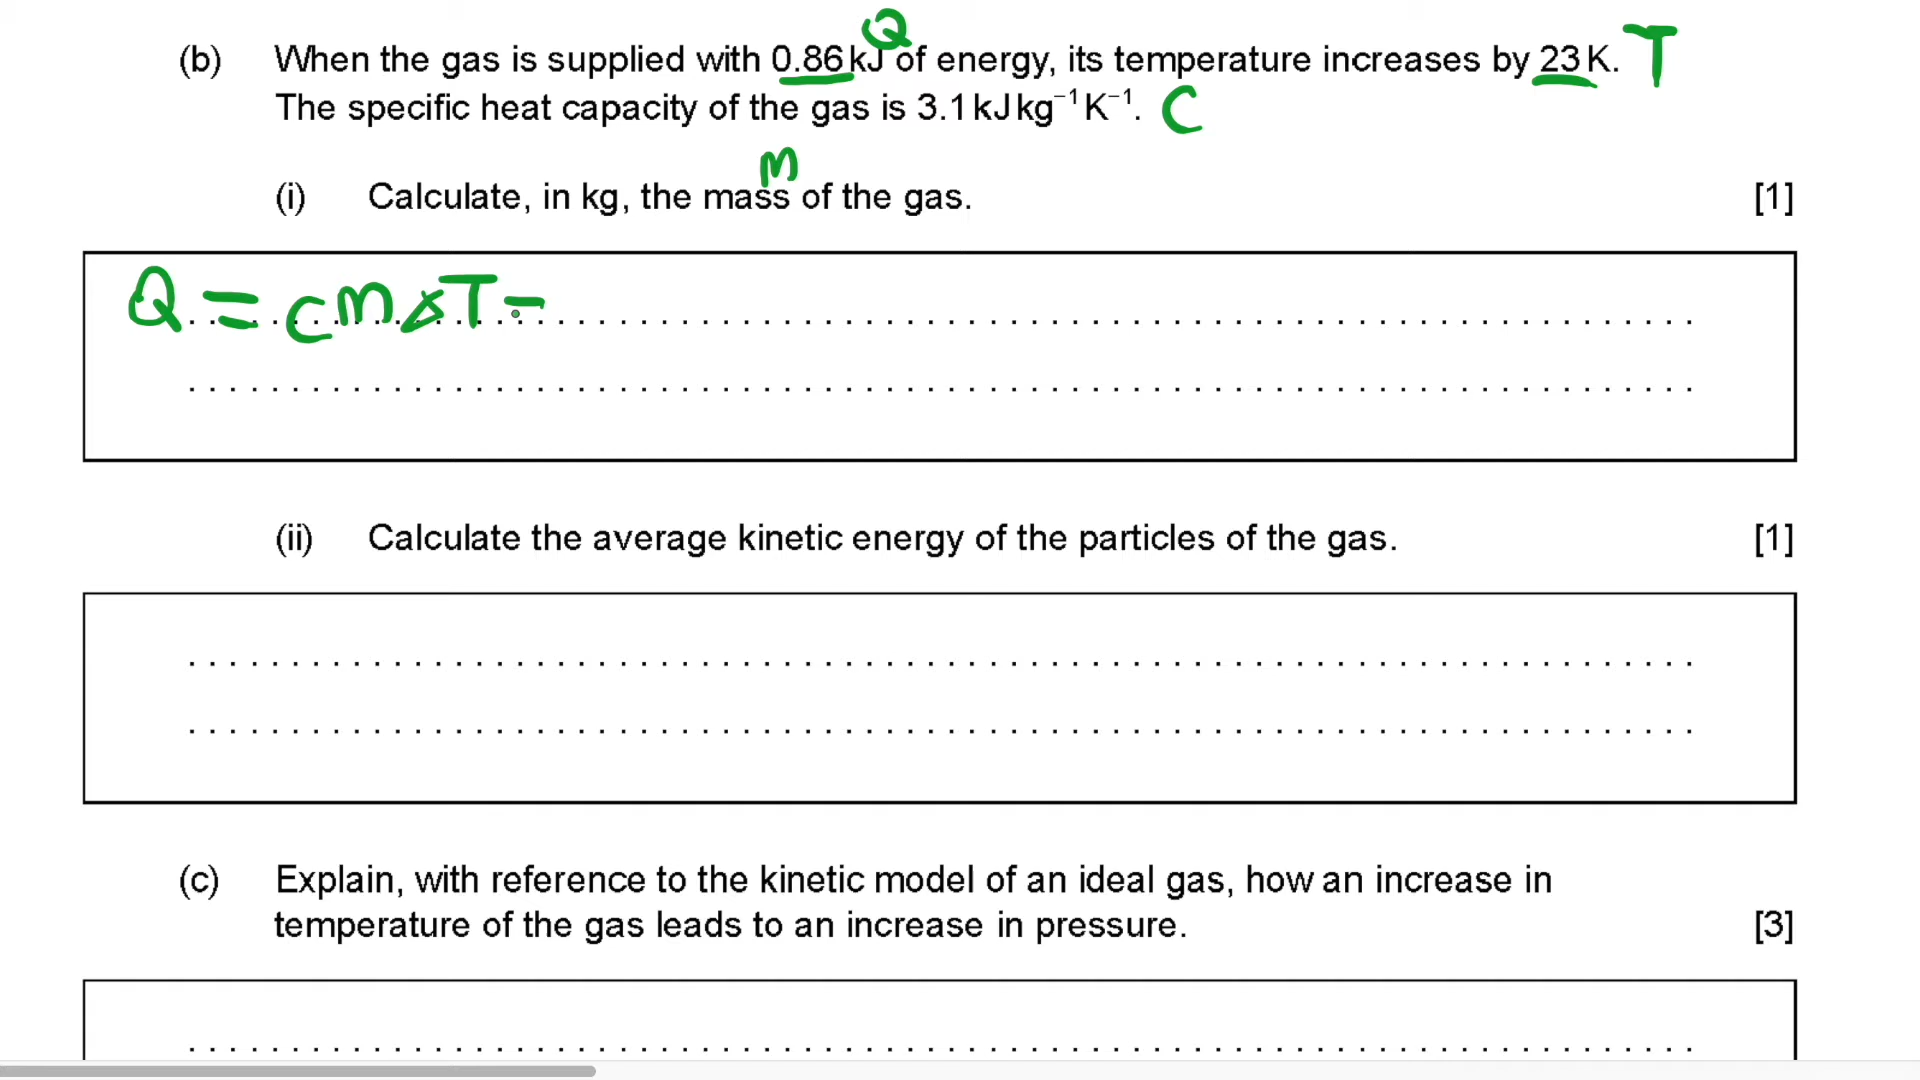 Q
(b) When the gas is supplied with 0.86 kJ of energy, its temperature increases by 23 K. T
The specific heat capacity of the gas is 3.1 kJ kg⁻¹ K⁻¹. C
m
(i) Calculate, in kg, the mass of the gas. [1]
Q = cmΔT =
(ii) Calculate the average kinetic energy of the particles of the gas. [1]
(c) Explain, with reference to the kinetic model of an ideal gas, how an increase in
temperature of the gas leads to an increase in pressure. [3]